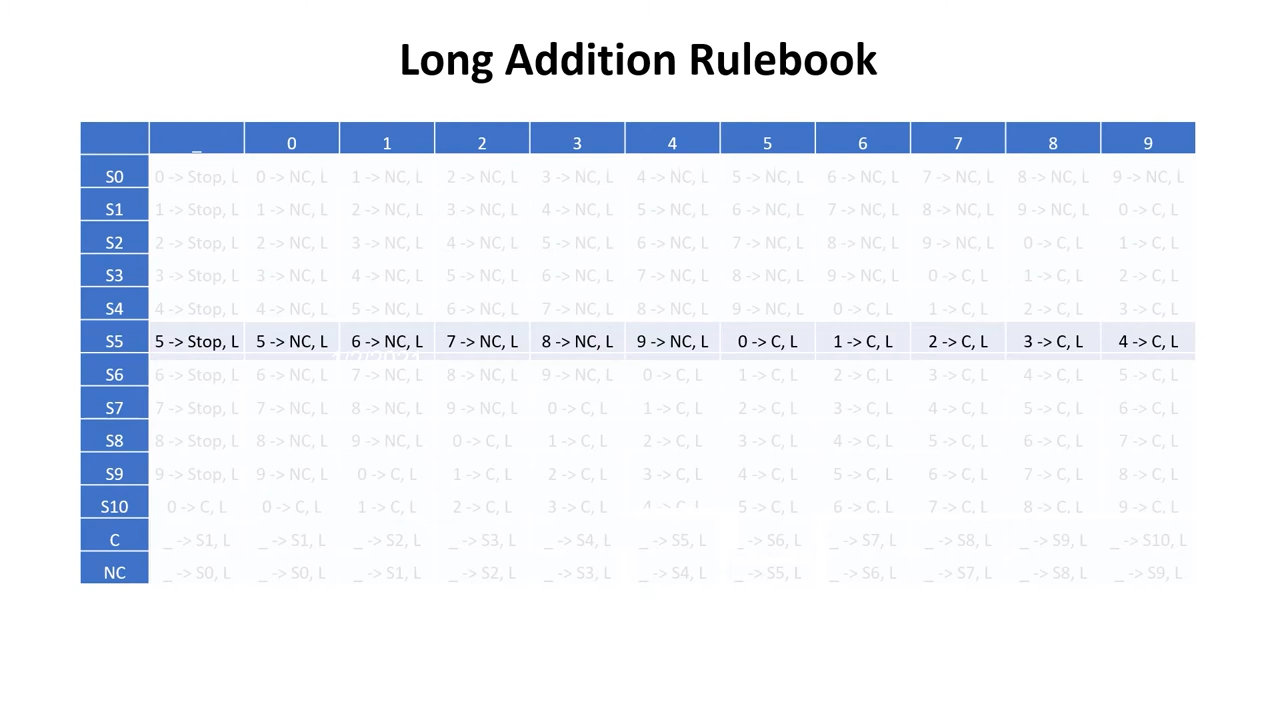 Long Addition Rulebook
_ 0 1 2 3 4 5 6 7 8 9
S0 0 -> Stop, L 0 -> NC, L 1 -> NC, L 2 -> NC, L 3 -> NC, L 4 -> NC, L 5 -> NC, L 6 -> NC, L 7 -> NC, L 8 -> NC, L 9 -> NC, L
S1 1 -> Stop, L 1 -> NC, L 2 -> NC, L 3 -> NC, L 4 -> NC, L 5 -> NC, L 6 -> NC, L 7 -> NC, L 8 -> NC, L 9 -> NC, L 0 -> C, L
S2 2 -> Stop, L 2 -> NC, L 3 -> NC, L 4 -> NC, L 5 -> NC, L 6 -> NC, L 7 -> NC, L 8 -> NC, L 9 -> NC, L 0 -> C, L 1 -> C, L
S3 3 -> Stop, L 3 -> NC, L 4 -> NC, L 5 -> NC, L 6 -> NC, L 7 -> NC, L 8 -> NC, L 9 -> NC, L 0 -> C, L 1 -> C, L 2 -> C, L
S4 4 -> Stop, L 4 -> NC, L 5 -> NC, L 6 -> NC, L 7 -> NC, L 8 -> NC, L 9 -> NC, L 0 -> C, L 1 -> C, L 2 -> C, L 3 -> C, L
S5 5 -> Stop, L 5 -> NC, L 6 -> NC, L 7 -> NC, L 8 -> NC, L 9 -> NC, L 0 -> C, L 1 -> C, L 2 -> C, L 3 -> C, L 4 -> C, L
S6 6 -> Stop, L 6 -> NC, L 7 -> NC, L 8 -> NC, L 9 -> NC, L 0 -> C, L 1 -> C, L 2 -> C, L 3 -> C, L 4 -> C, L 5 -> C, L
S7 7 -> Stop, L 7 -> NC, L 8 -> NC, L 9 -> NC, L 0 -> C, L 1 -> C, L 2 -> C, L 3 -> C, L 4 -> C, L 5 -> C, L 6 -> C, L
S8 8 -> Stop, L 8 -> NC, L 9 -> NC, L 0 -> C, L 1 -> C, L 2 -> C, L 3 -> C, L 4 -> C, L 5 -> C, L 6 -> C, L 7 -> C, L
S9 9 -> Stop, L 9 -> NC, L 0 -> C, L 1 -> C, L 2 -> C, L 3 -> C, L 4 -> C, L 5 -> C, L 6 -> C, L 7 -> C, L 8 -> C, L
S10 0 -> C, L 0 -> C, L 1 -> C, L 2 -> C, L 3 -> C, L 4 -> C, L 5 -> C, L 6 -> C, L 7 -> C, L 8 -> C, L 9 -> C, L
C _ -> S1, L _ -> S1, L _ -> S2, L _ -> S3, L _ -> S4, L _ -> S5, L _ -> S6, L _ -> S7, L _ -> S8, L _ -> S9, L _ -> S10, L
NC _ -> S0, L _ -> S0, L _ -> S1, L _ -> S2, L _ -> S3, L _ -> S4, L _ -> S5, L _ -> S6, L _ -> S7, L _ -> S8, L _ -> S9, L